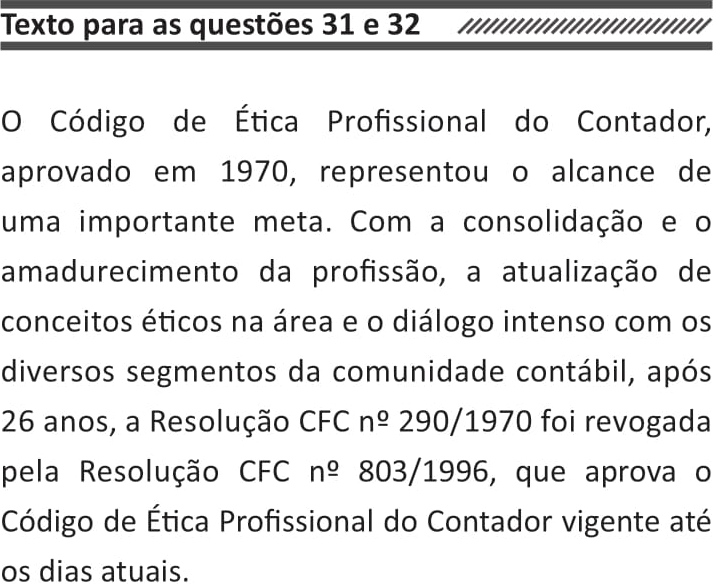 Texto para as questões 31 e 32
O Código de Ética Profissional do Contador,
aprovado em 1970, representou o alcance de
uma importante meta. Com a consolidação e o
amadurecimento da profissão, a atualização de
conceitos éticos na área e o diálogo intenso com os
diversos segmentos da comunidade contábil, após
26 anos, a Resolução CFC nº 290/1970 foi revogada
pela Resolução CFC nº 803/1996, que aprova o
Código de Ética Profissional do Contador vigente até
os dias atuais.